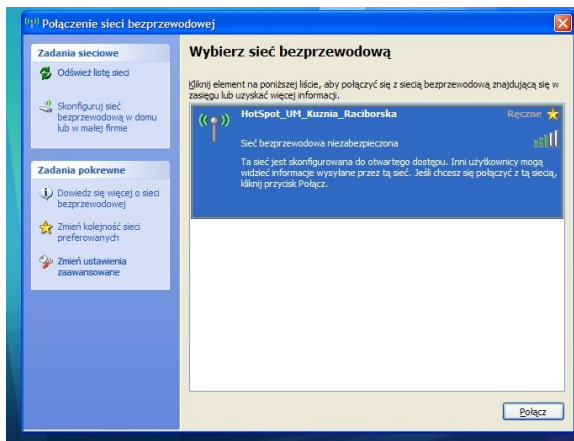 Połączenie sieci bezprzewodowej
Zadania sieciowe
Odśwież listę sieci
Skonfiguruj sieć
bezprzewodową w domu
lub w małej firmie
Zadania pokrewne
Dowiedz się więcej o sieci
bezprzewodowej
Zmień kolejność sieci
preferowanych
Zmień ustawienia
zaawansowane
Wybierz sieć bezprzewodową
Kliknij element na poniższej liście, aby połączyć się z siecią bezprzewodową znajdującą się w
zasięgu lub uzyskać więcej informacji.
HotSpot_UM_Kuznia_Raciborska
Ręczne
Sieć bezprzewodowa niezabezpieczona
Ta sieć jest skonfigurowana do otwartego dostępu. Inni użytkownicy mogą
widzieć informacje wysyłane przez tą sieć. Jeśli chcesz się połączyć z tą siecią,
kliknij przycisk Połącz.
Połącz